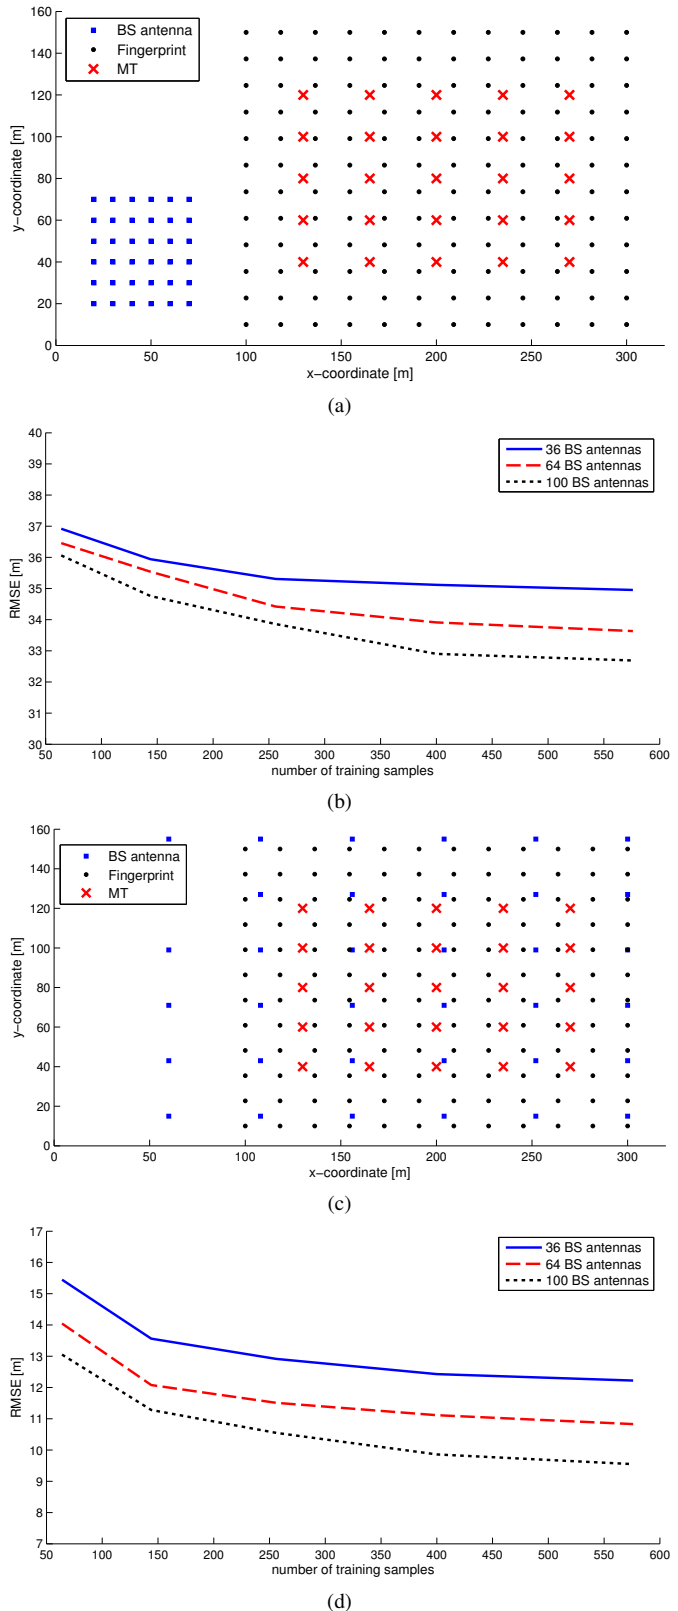 160
140
120
100
80
60
40
20
0
y−coordinate [m]
BS antenna
Fingerprint
MT
0 50 100 150 200 250 300
x−coordinate [m]
(a)
40
39
38
37
36
35
34
33
32
31
30
RMSE [m]
36 BS antennas
64 BS antennas
100 BS antennas
50 100 150 200 250 300 350 400 450 500 550 600
number of training samples
(b)
160
140
120
100
80
60
40
20
0
y−coordinate [m]
BS antenna
Fingerprint
MT
0 50 100 150 200 250 300
x−coordinate [m]
(c)
17
16
15
14
13
12
11
10
9
8
7
RMSE [m]
36 BS antennas
64 BS antennas
100 BS antennas
50 100 150 200 250 300 350 400 450 500 550 600
number of training samples
(d)